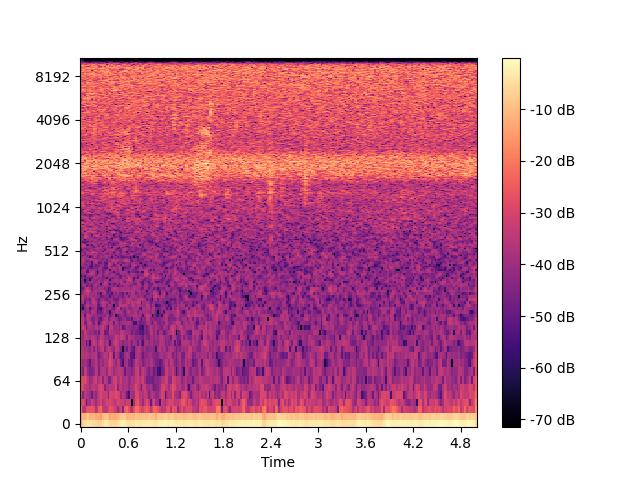 8192
4096
2048
1024
512
256
128
64
0
Hz
0 0.6 1.2 1.8 2.4 3 3.6 4.2 4.8
Time
-10 dB
-20 dB
-30 dB
-40 dB
-50 dB
-60 dB
-70 dB